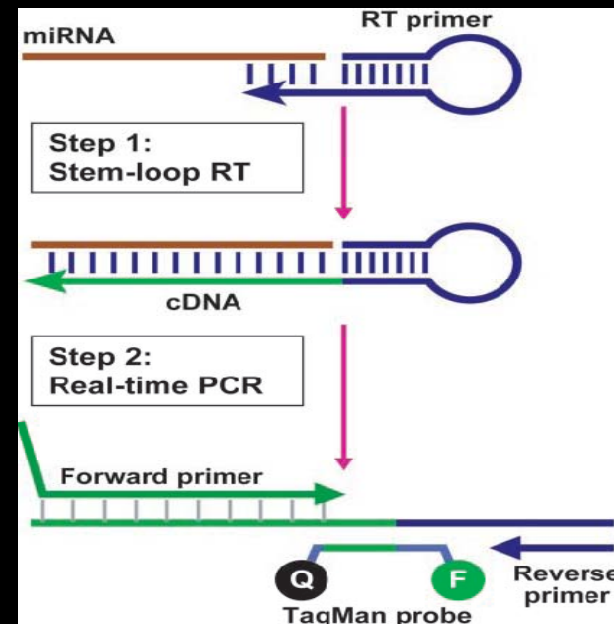 miRNA
RT primer
Step 1:
Stem-loop RT
cDNA
Step 2:
Real-time PCR
Forward primer
Q
F
Reverse
primer
TaqMan probe